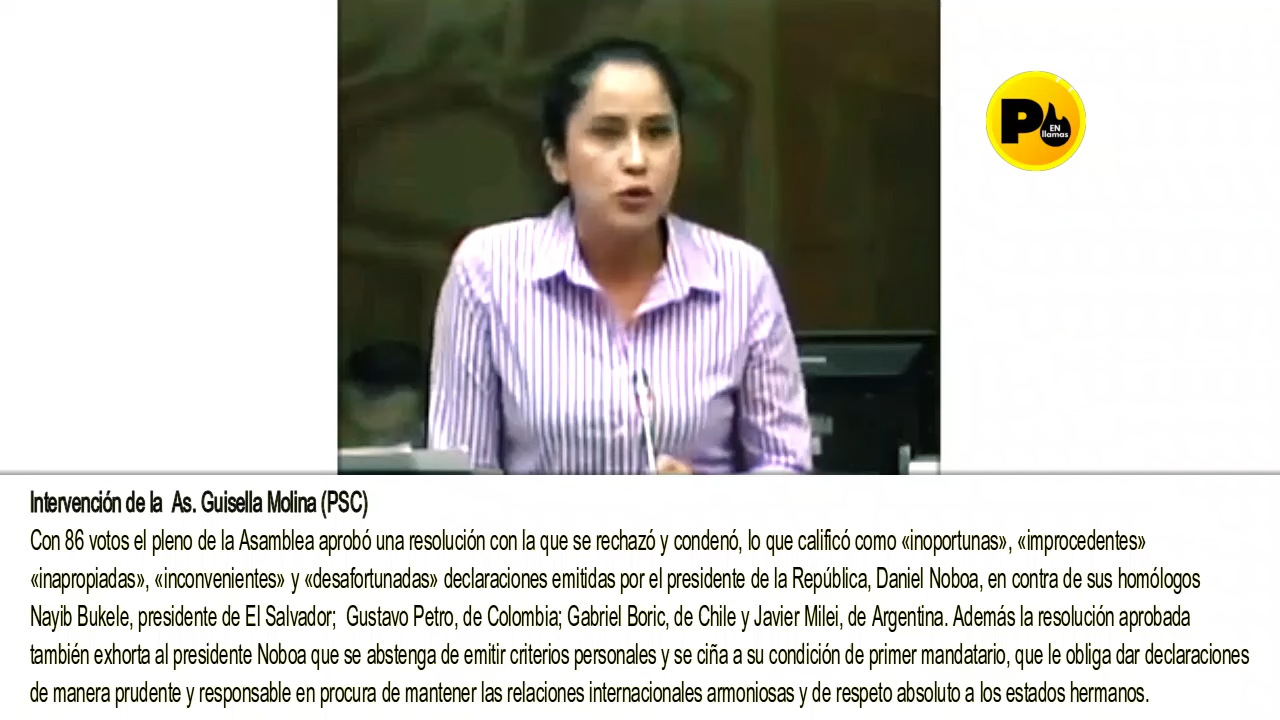 P EN
llamas
Intervención de la As. Guisella Molina (PSC)
Con 86 votos el pleno de la Asamblea aprobó una resolución con la que se rechazó y condenó, lo que calificó como «inoportunas», «improcedentes»
«inapropiadas», «inconvenientes» y «desafortunadas» declaraciones emitidas por el presidente de la República, Daniel Noboa, en contra de sus homólogos
Nayib Bukele, presidente de El Salvador; Gustavo Petro, de Colombia; Gabriel Boric, de Chile y Javier Milei, de Argentina. Además la resolución aprobada
también exhorta al presidente Noboa que se abstenga de emitir criterios personales y se ciña a su condición de primer mandatario, que le obliga dar declaraciones
de manera prudente y responsable en procura de mantener las relaciones internacionales armoniosas y de respeto absoluto a los estados hermanos.